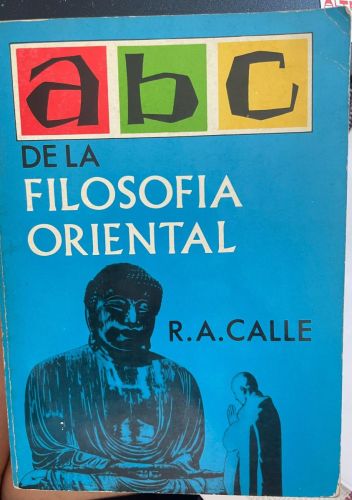 abc
DE LA
FILOSOFIA
ORIENTAL
R.A.CALLE